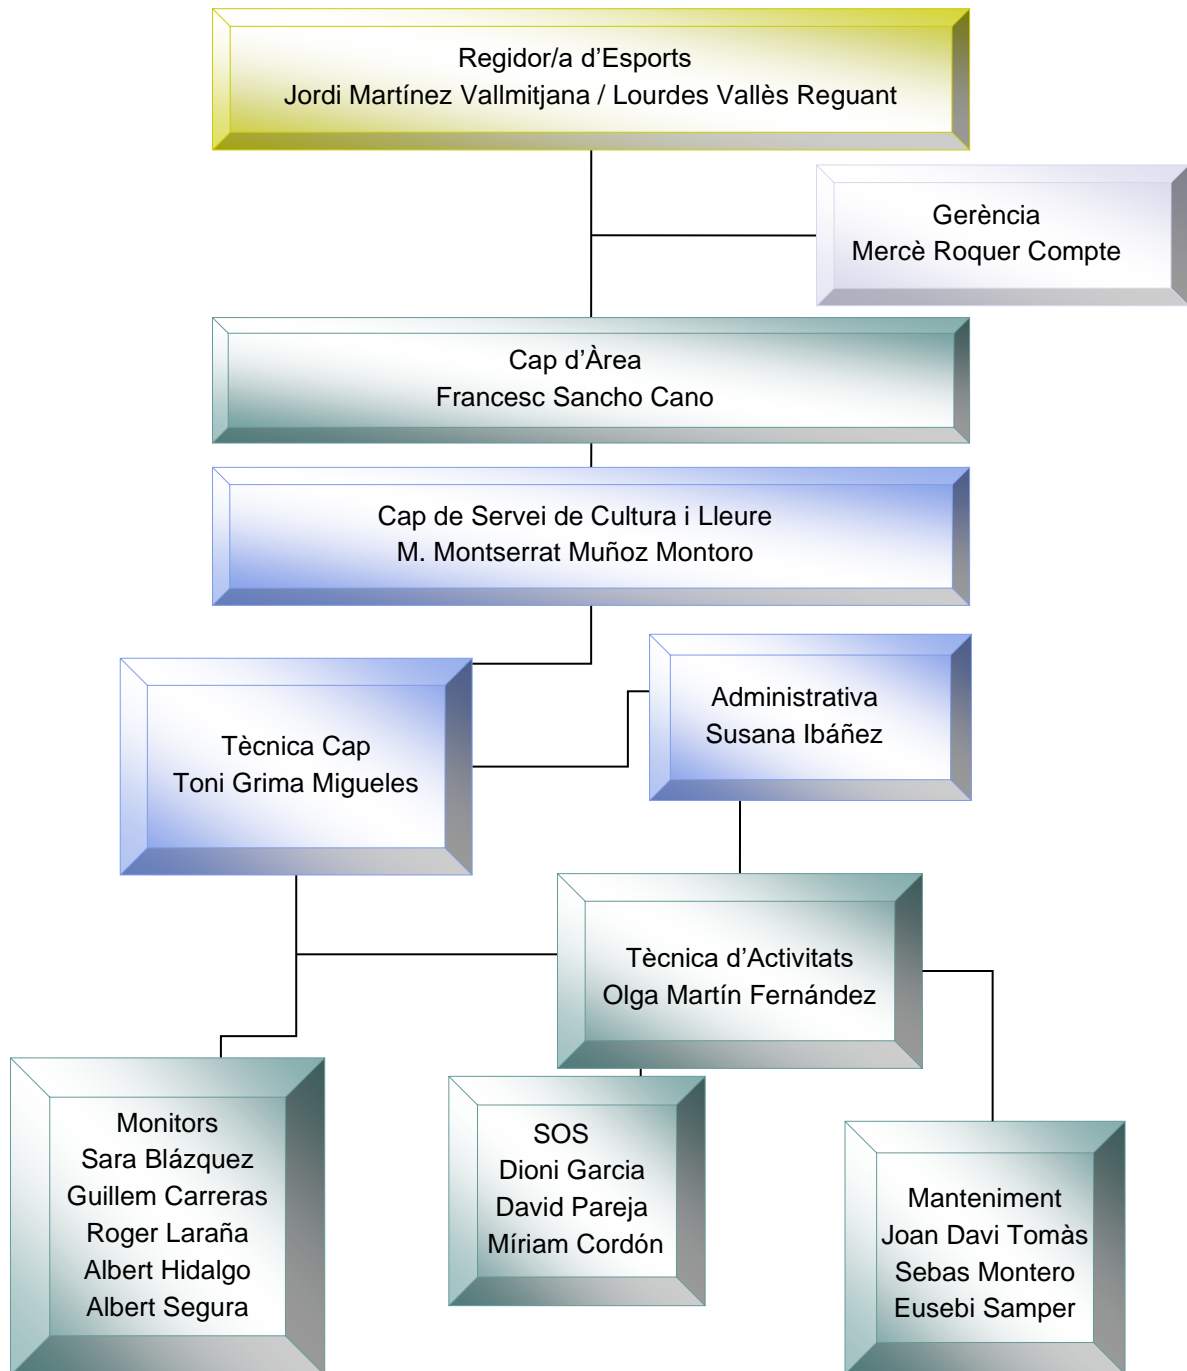 Regidor/a d’Esports
Jordi Martínez Vallmitjana / Lourdes Vallès Reguant
Gerència
Mercè Roquer Compte
Cap d’Àrea
Francesc Sancho Cano
Cap de Servei de Cultura i Lleure
M. Montserrat Muñoz Montoro
Tècnica Cap
Toni Grima Migueles
Administrativa
Susana Ibáñez
Tècnica d’Activitats
Olga Martín Fernández
Monitors
Sara Blázquez
Guillem Carreras
Roger Laraña
Albert Hidalgo
Albert Segura
SOS
Dioni Garcia
David Pareja
Míriam Cordón
Manteniment
Joan Davi Tomàs
Sebas Montero
Eusebi Samper